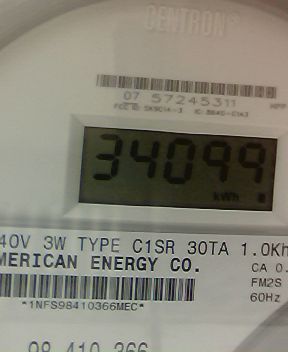 CENTRON®
07 57245311
34099
kWh
40V 3W TYPE C1SR 30TA 1.0Kh
MERICAN ENERGY CO.
CA 0.
FM2S
60Hz
*1NFS98410366MEC*
98 410 366